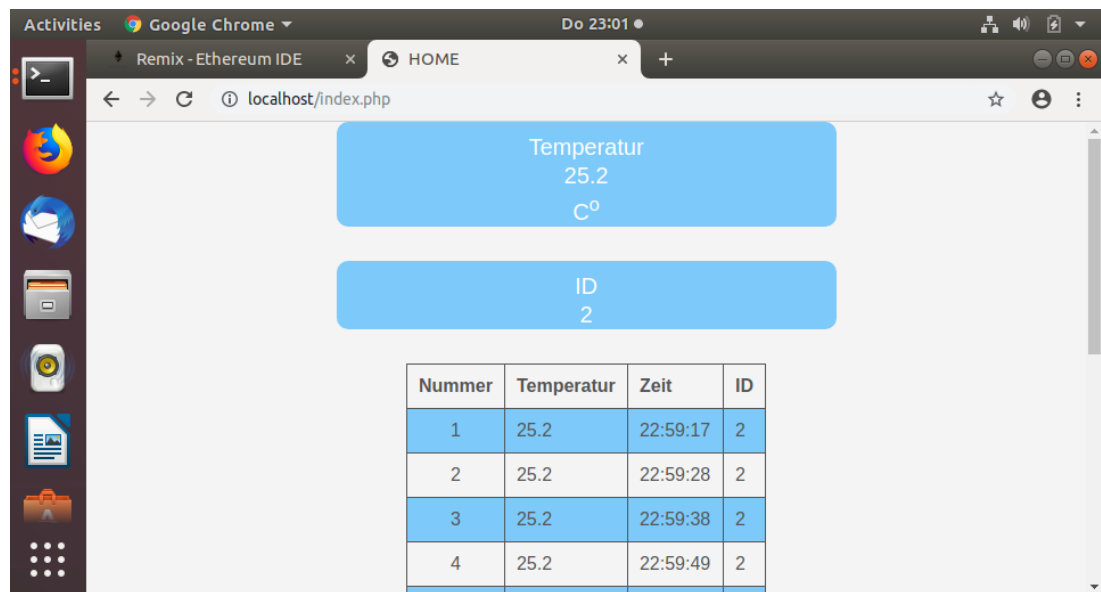 Activities Google Chrome Do 23:01
Remix - Ethereum IDE HOME
localhost/index.php
Temperatur
25.2
Cº
ID
2
Nummer Temperatur Zeit ID
1 25.2 22:59:17 2
2 25.2 22:59:28 2
3 25.2 22:59:38 2
4 25.2 22:59:49 2